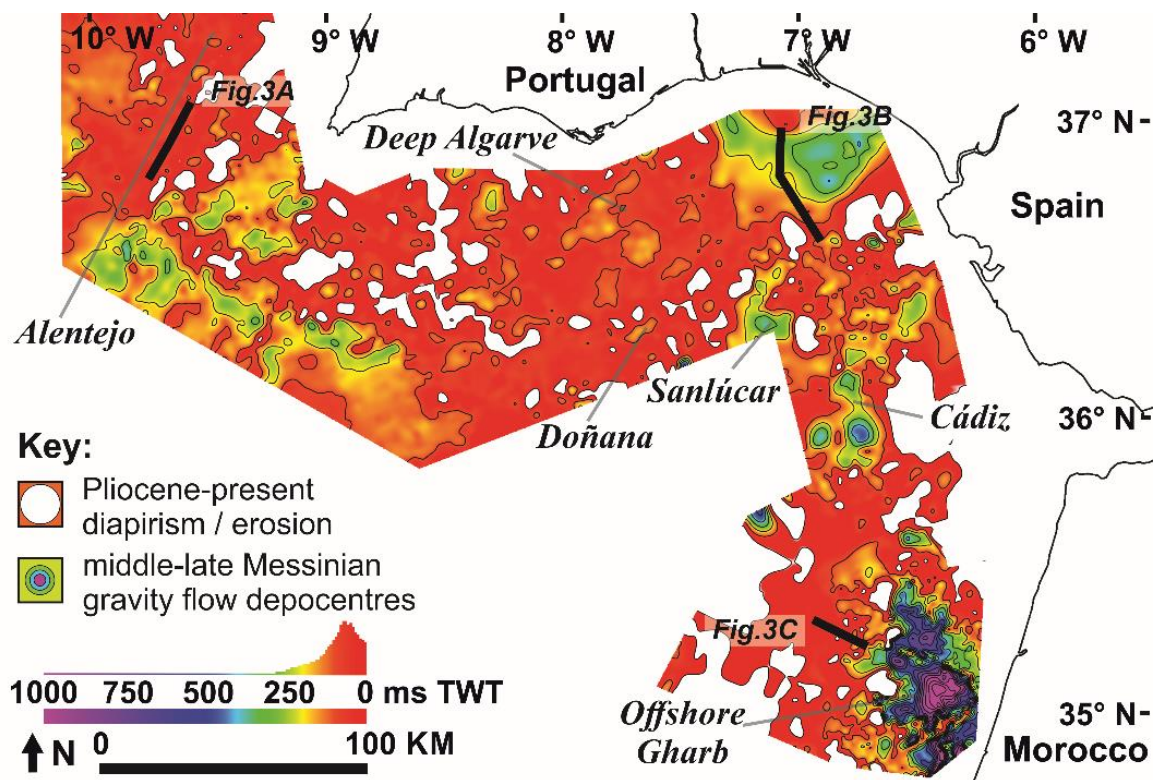 10° W 9° W 8° W 7° W 6° W
Portugal
Fig.3A
Fig.3B
37° N
Deep Algarve
Spain
Alentejo
Sanlúcar
Cádiz
Doñana
36° N
Key:
Pliocene-present
diapirism / erosion
middle-late Messinian
gravity flow depocentres
Fig.3C
1000 750 500 250 0 ms TWT
Offshore
Gharb
35° N
Morocco
N
0 100 KM